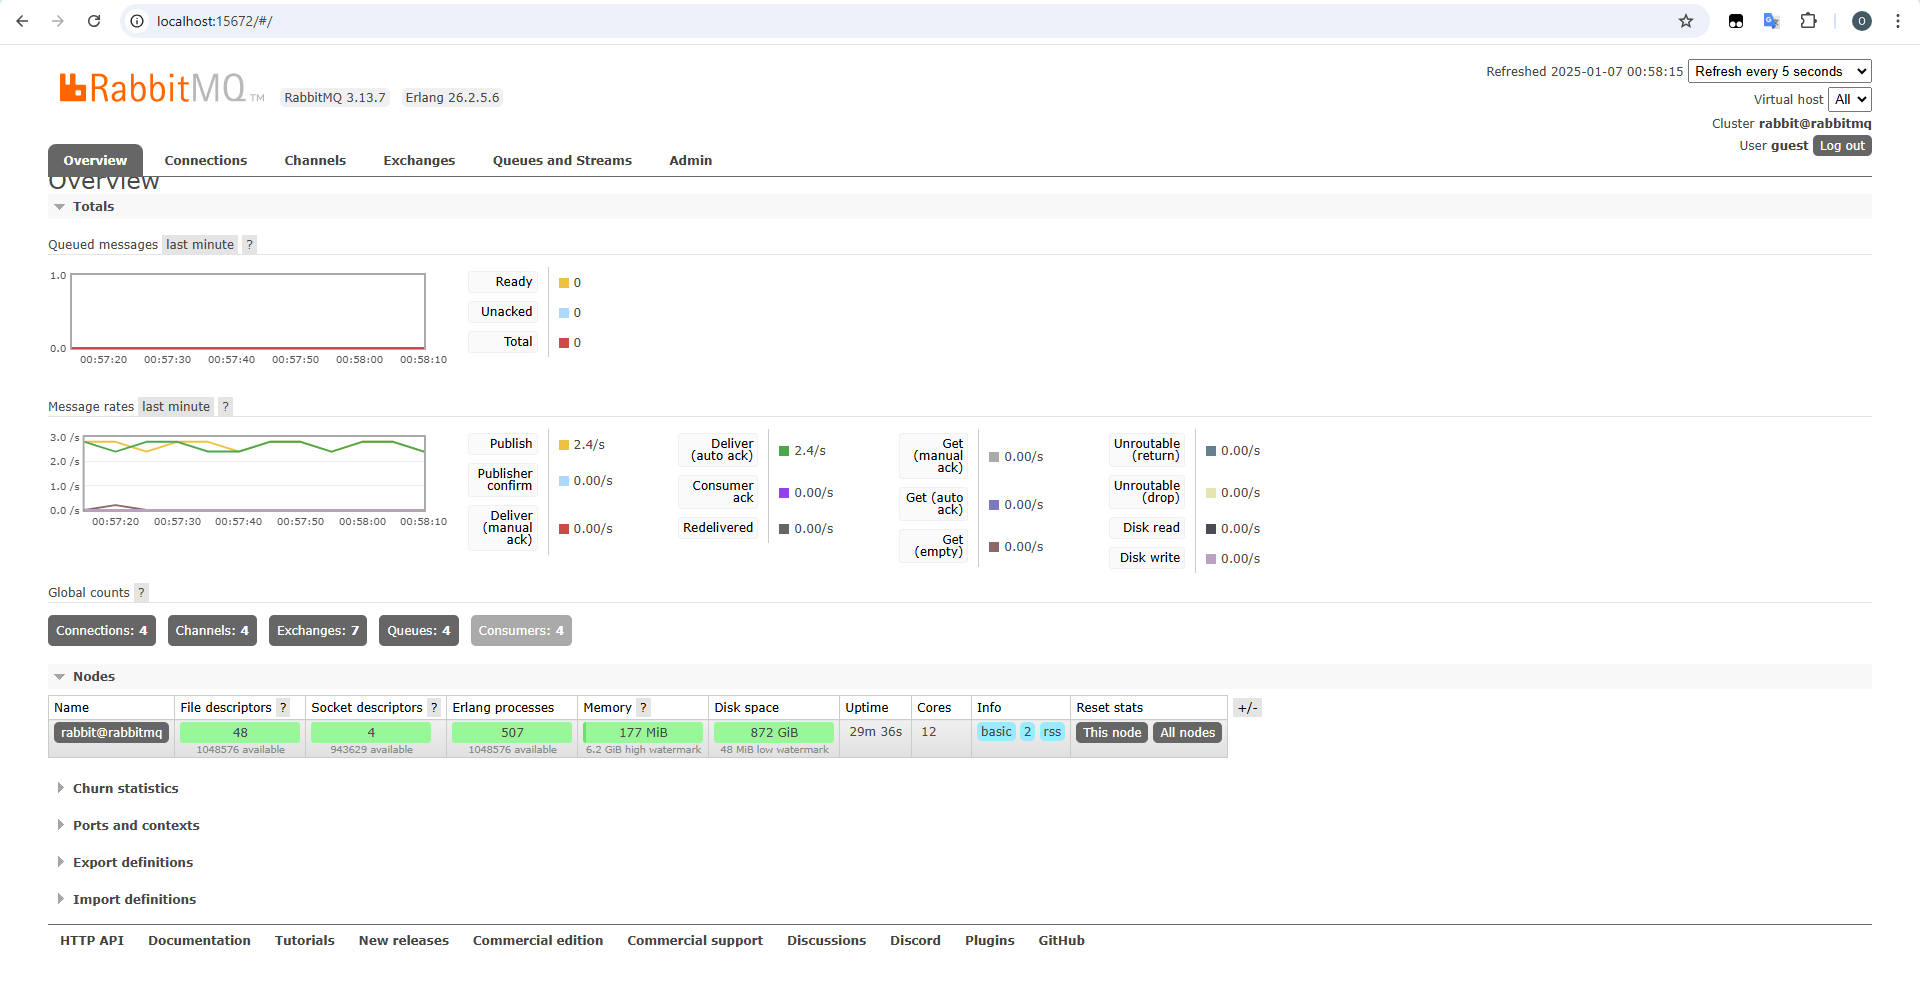 localhost:15672/#/
O
RabbitMQ TM
RabbitMQ 3.13.7 Erlang 26.2.5.6
Refreshed 2025-01-07 00:58:15 Refresh every 5 seconds
Virtual host All
Cluster rabbit@rabbitmq
User guest Log out
Overview Connections Channels Exchanges Queues and Streams Admin
Overview
Totals
Queued messages last minute ?
1.0
0.0
00:57:20 00:57:30 00:57:40 00:57:50 00:58:00 00:58:10
Ready 0
Unacked 0
Total 0
Message rates last minute ?
3.0 /s
2.0 /s
1.0 /s
0.0 /s
00:57:20 00:57:30 00:57:40 00:57:50 00:58:00 00:58:10
Publish 2.4/s
Publisher
confirm 0.00/s
Deliver
(manual
ack) 0.00/s
Deliver
(auto ack) 2.4/s
Consumer
ack 0.00/s
Redelivered 0.00/s
Get
(manual
ack) 0.00/s
Get (auto
ack) 0.00/s
Get
(empty) 0.00/s
Unroutable
(return) 0.00/s
Unroutable
(drop) 0.00/s
Disk read 0.00/s
Disk write 0.00/s
Global counts ?
Connections: 4 Channels: 4 Exchanges: 7 Queues: 4 Consumers: 4
Nodes
Name File descriptors ? Socket descriptors ? Erlang processes Memory ? Disk space Uptime Cores Info Reset stats +/-
rabbit@rabbitmq 48 4 507 177 MiB 872 GiB 29m 36s 12 basic 2 rss This node All nodes
1048576 available 943629 available 1048576 available 6.2 GiB high watermark 48 MiB low watermark
Churn statistics
Ports and contexts
Export definitions
Import definitions
HTTP API Documentation Tutorials New releases Commercial edition Commercial support Discussions Discord Plugins GitHub